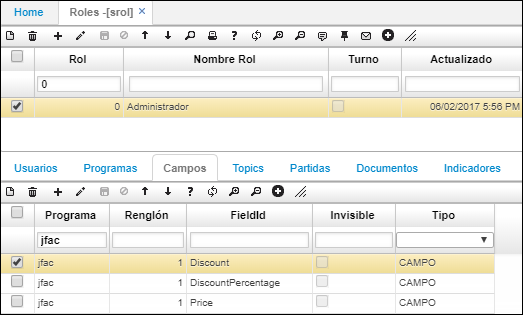 Home Roles -[srol] ×
Rol Nombre Rol Turno Actualizado
0
0 Administrador 06/02/2017 5:56 PM
Usuarios Programas Campos Topics Partidas Documentos Indicadores
Programa Renglón FieldId Invisible Tipo
jfac
jfac 1 Discount CAMPO
jfac 1 DiscountPercentage CAMPO
jfac 1 Price CAMPO